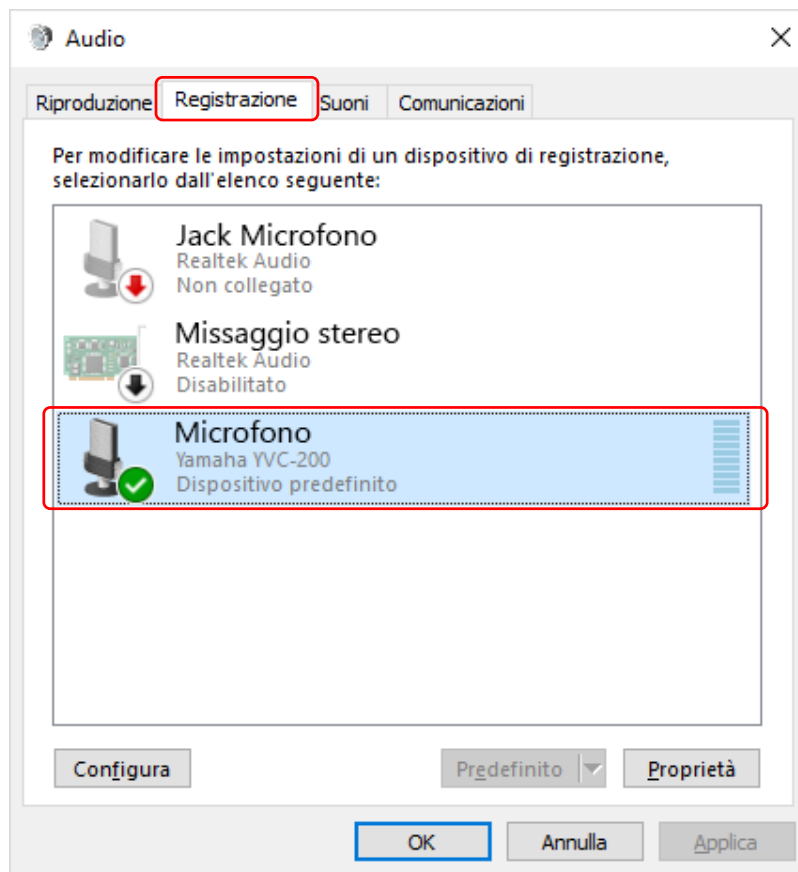 Audio
Riproduzione Registrazione Suoni Comunicazioni
Per modificare le impostazioni di un dispositivo di registrazione,
selezionarlo dall'elenco seguente:
Jack Microfono
Realtek Audio
Non collegato
Missaggio stereo
Realtek Audio
Disabilitato
Microfono
Yamaha YVC-200
Dispositivo predefinito
Configura Predefinito Proprietà
OK Annulla Applica